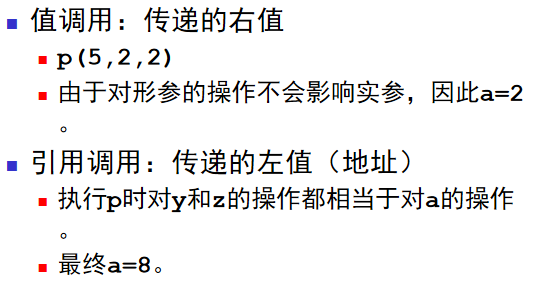 值调用：传递的右值
p(5,2,2)
由于对形参的操作不会影响实参，因此a=2
。
引用调用：传递的左值（地址）
执行p时对y和z的操作都相当于对a的操作
。
最终a=8。